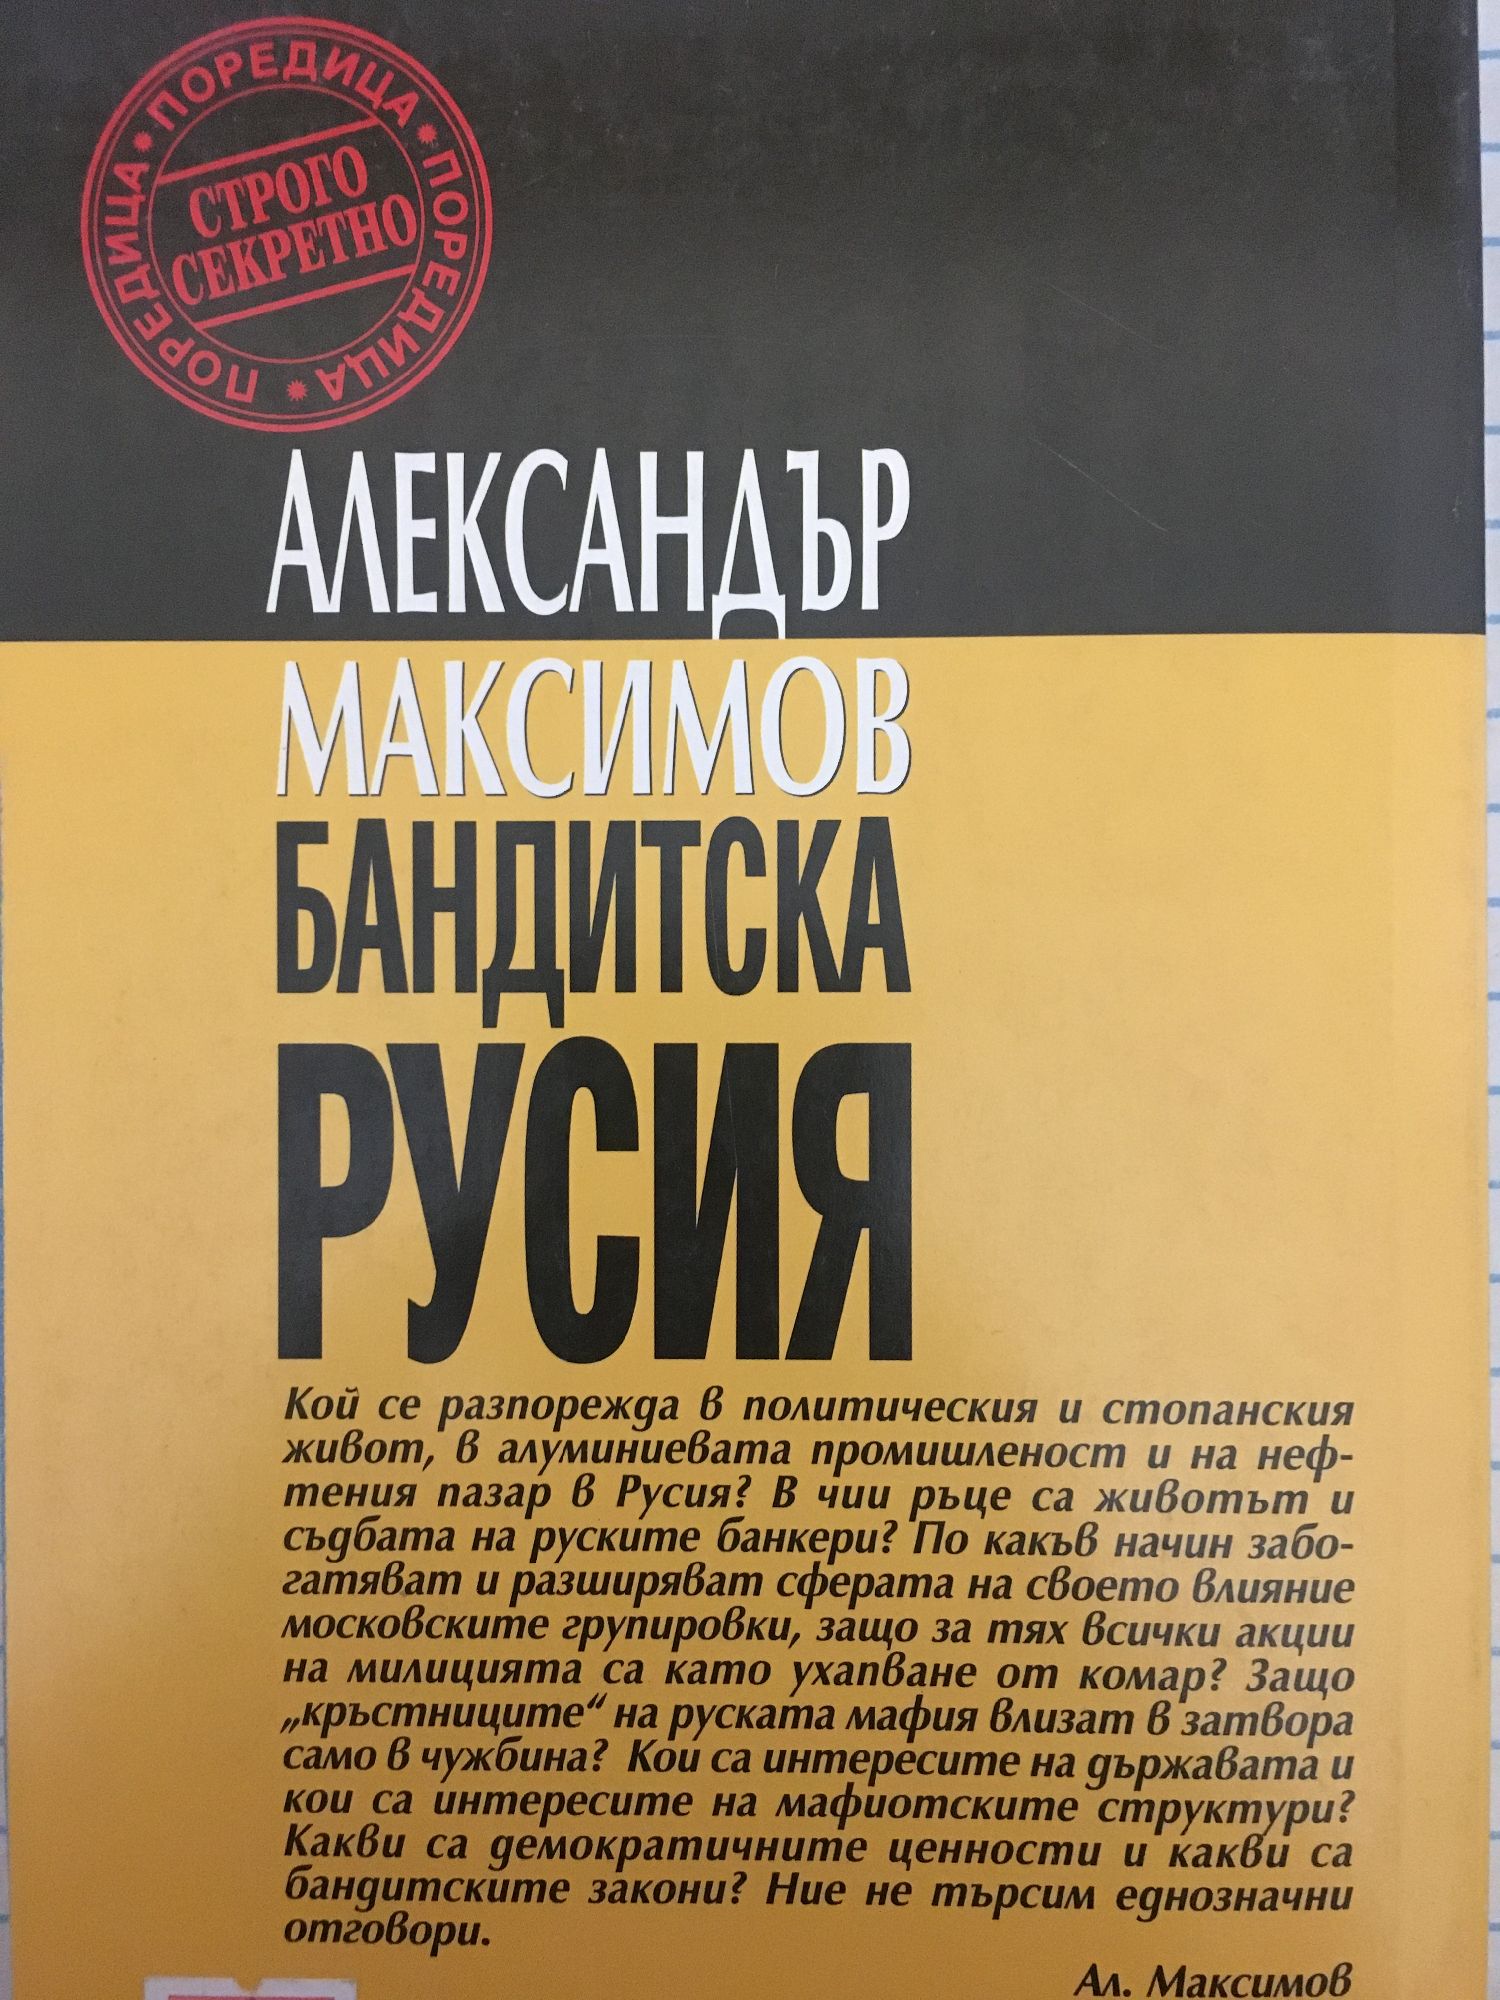 ПОРЕДИЦА * ПОРЕДИЦА * ПОРЕДИЦА * ПОРЕДИЦА *
СТРОГО
СЕКРЕТНО
АЛЕКСАНДЪР
МАКСИМОВ
БАНДИТСКА
РУСИЯ
Кой се разпорежда в политическия и стопанския
живот, в алуминиевата промишленост и на неф-
тения пазар в Русия? В чии ръце са животът и
съдбата на руските банкери? По какъв начин забо-
гатяват и разширяват сферата на своето влияние
московските групировки, защо за тях всички акции
на милицията са като ухапване от комар? Защо
„кръстниците“ на руската мафия влизат в затвора
само в чужбина? Кои са интересите на държавата и
кои са интересите на мафиотските структури?
Какви са демократичните ценности и какви са
бандитските закони? Ние не търсим еднозначни
отговори.
Ал. Максимов